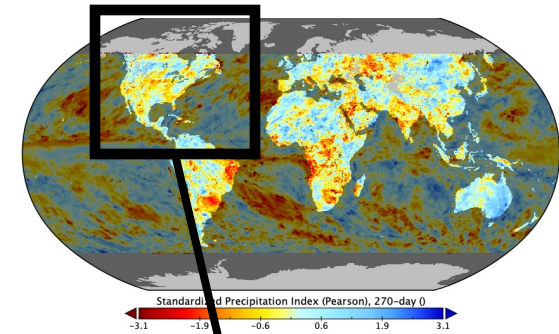 Standardized Precipitation Index (Pearson), 270-day ()
-3.1 -1.9 -0.6 0.6 1.9 3.1